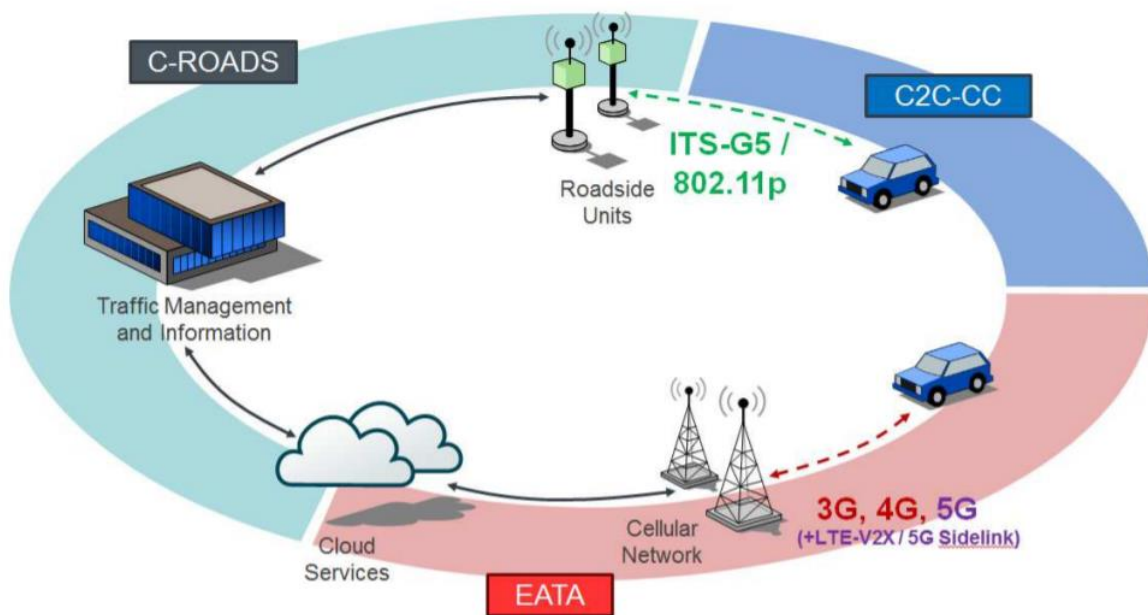 C-ROADS
C2C-CC
ITS-G5 /
802.11p
Roadside
Units
Traffic Management
and Information
3G, 4G, 5G
(+LTE-V2X / 5G Sidelink)
Cellular
Network
Cloud
Services
EATA